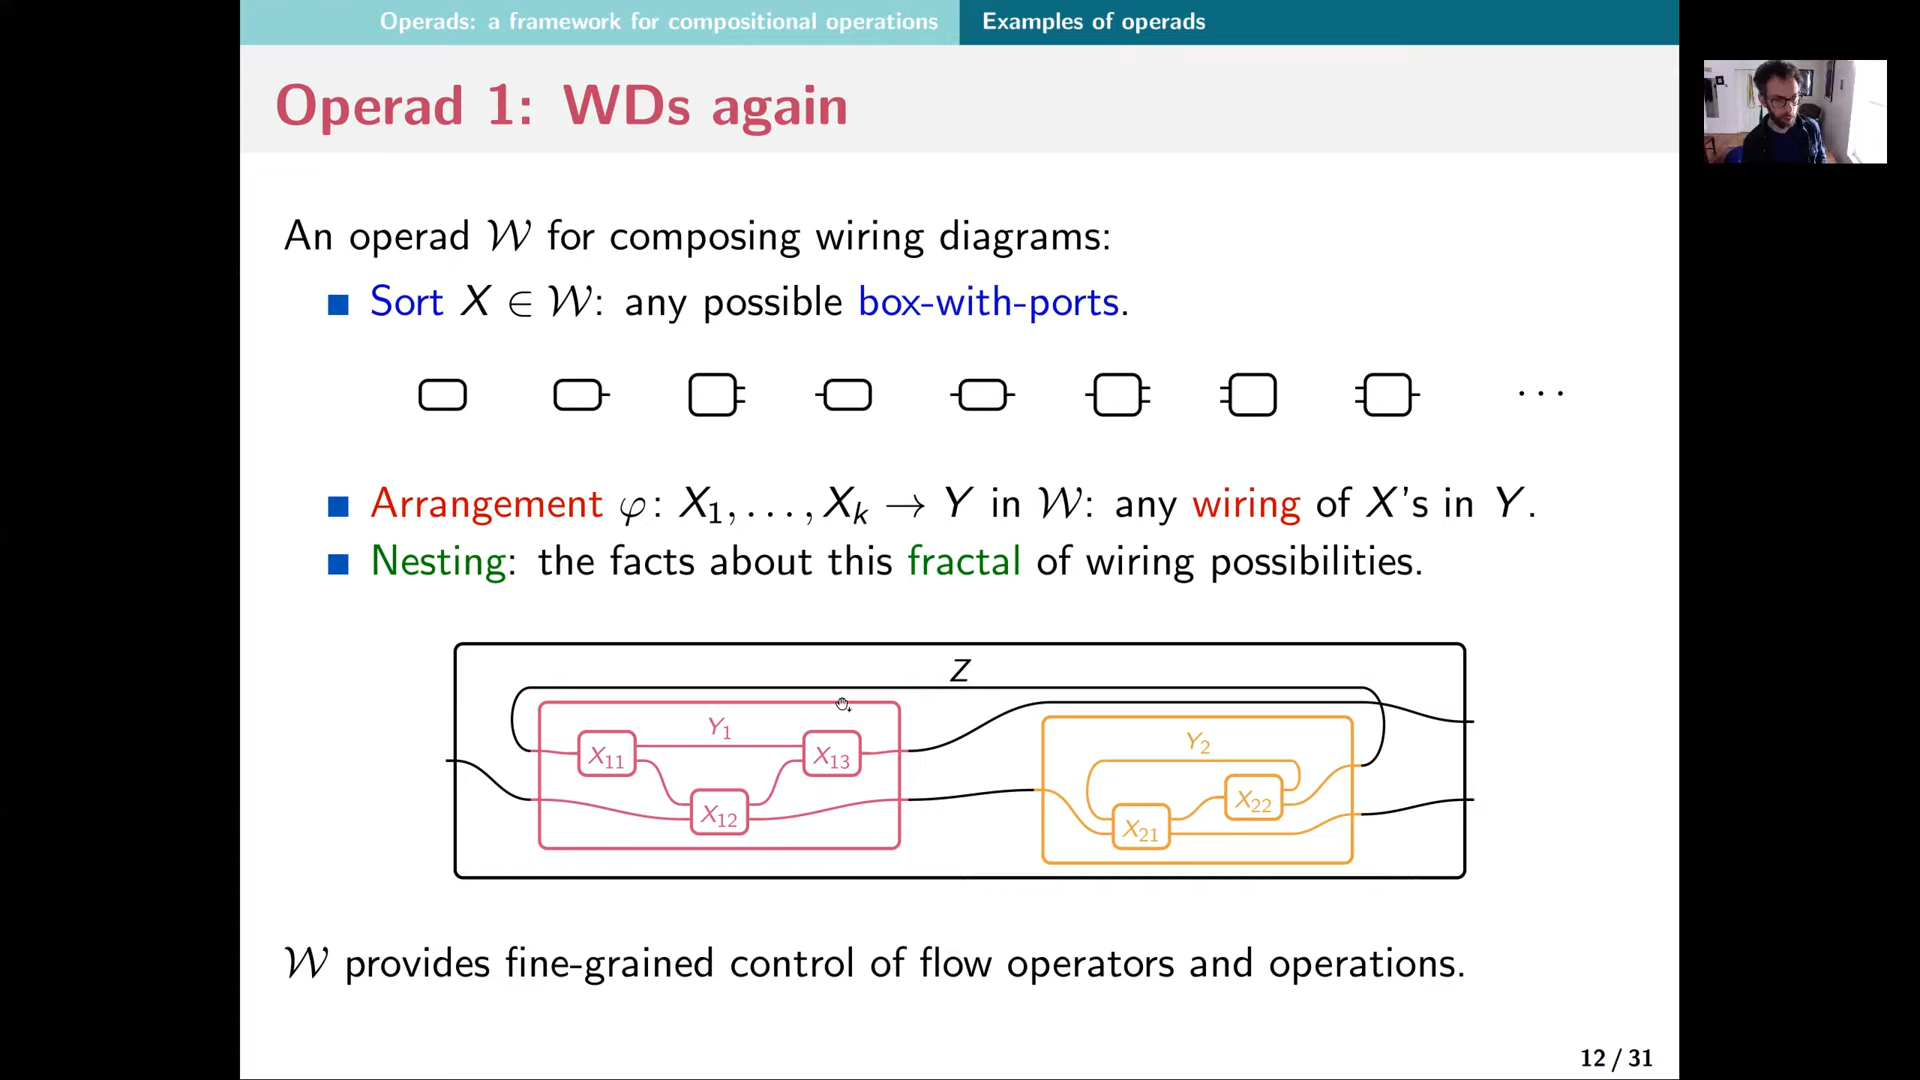 Operads: a framework for compositional operations Examples of operads
Operad 1: WDs again
An operad 𝒲 for composing wiring diagrams:
Sort X ∈ 𝒲: any possible box-with-ports.
...
Arrangement φ: X₁, . . . , Xₖ → Y in 𝒲: any wiring of X's in Y.
Nesting: the facts about this fractal of wiring possibilities.
Z
Y₁
Y₂
X₁₁
X₁₃
X₁₂
X₂₂
X₂₁
𝒲 provides fine-grained control of flow operators and operations.
12 / 31